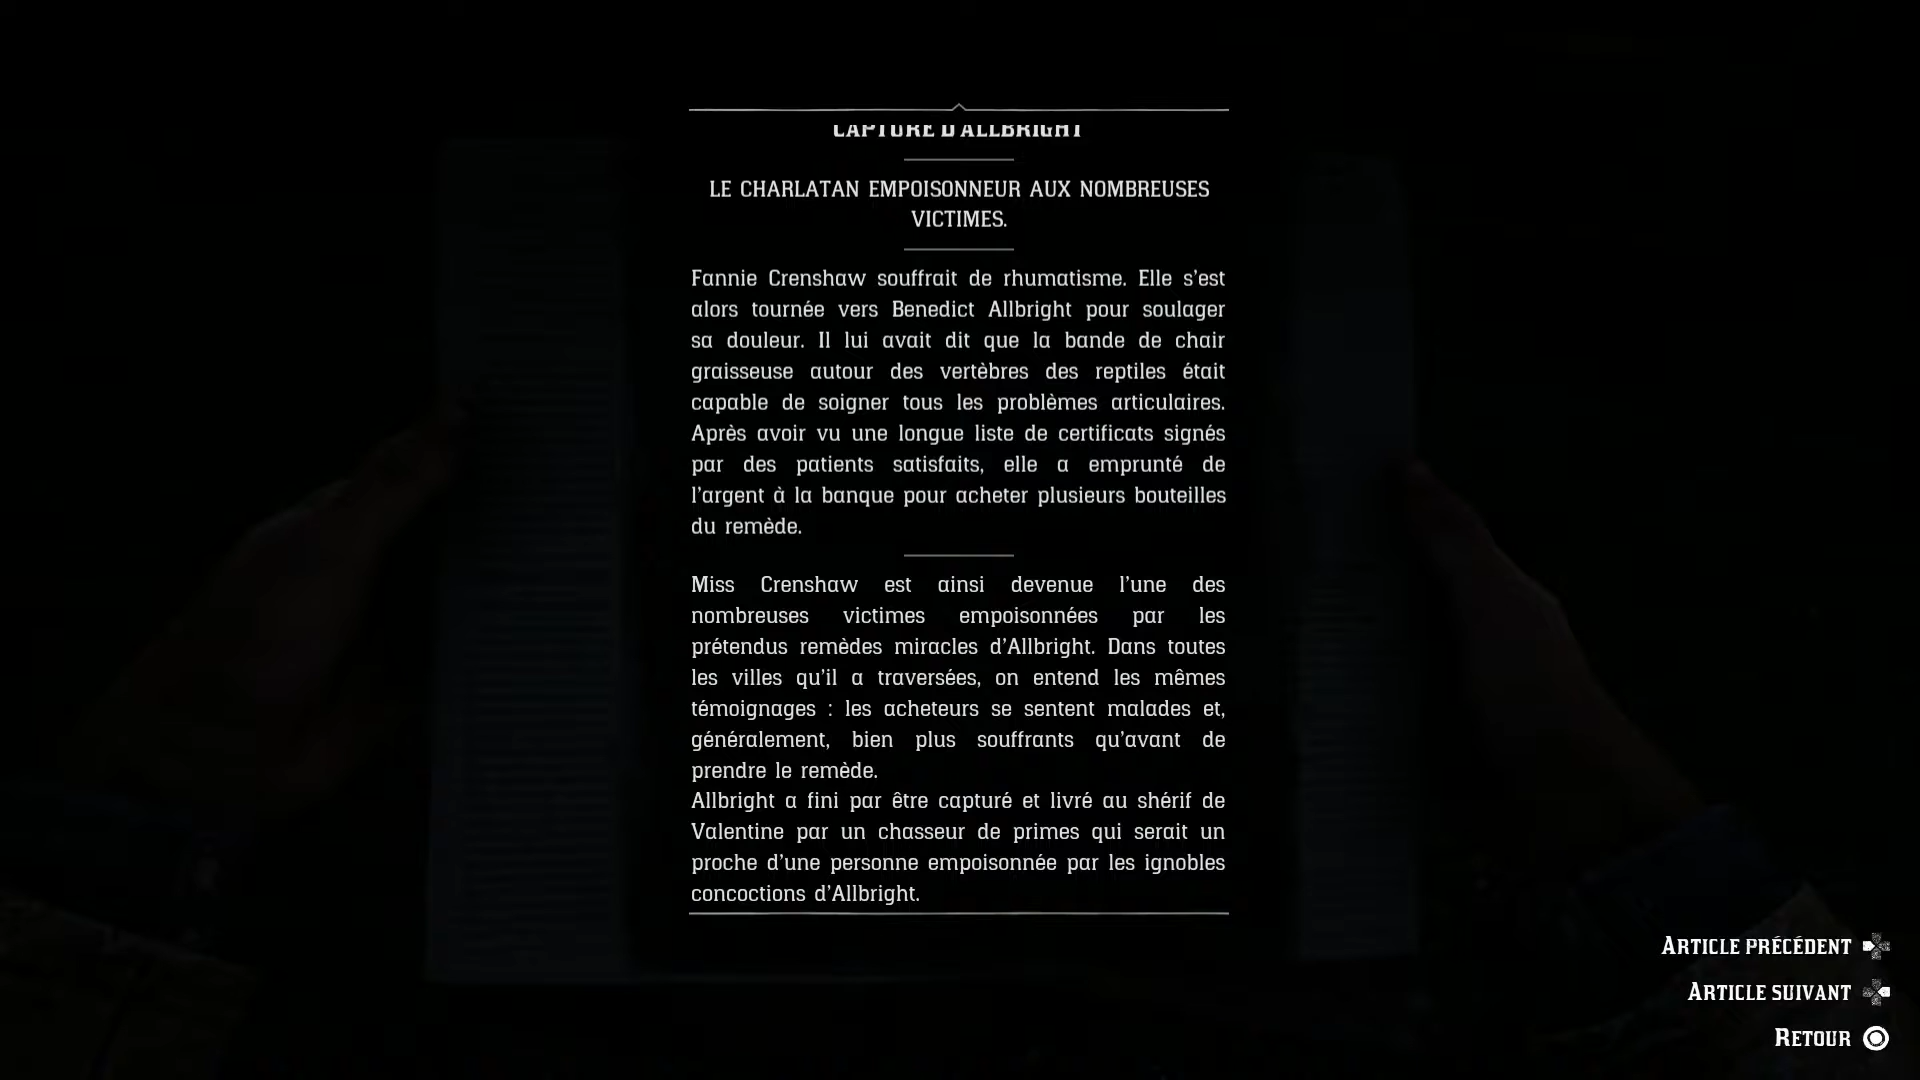 CAPTURE D'ALLBRIGHT
LE CHARLATAN EMPOISONNEUR AUX NOMBREUSES
VICTIMES.
Fannie Crenshaw souffrait de rhumatisme. Elle s'est
alors tournée vers Benedict Allbright pour soulager
sa douleur. Il lui avait dit que la bande de chair
graisseuse autour des vertèbres des reptiles était
capable de soigner tous les problèmes articulaires.
Après avoir vu une longue liste de certificats signés
par des patients satisfaits, elle a emprunté de
l'argent à la banque pour acheter plusieurs bouteilles
du remède.
Miss Crenshaw est ainsi devenue l'une des
nombreuses victimes empoisonnées par les
prétendus remèdes miracles d'Allbright. Dans toutes
les villes qu'il a traversées, on entend les mêmes
témoignages : les acheteurs se sentent malades et,
généralement, bien plus souffrants qu'avant de
prendre le remède.
Allbright a fini par être capturé et livré au shérif de
Valentine par un chasseur de primes qui serait un
proche d'une personne empoisonnée par les ignobles
concoctions d'Allbright.
ARTICLE PRÉCÉDENT
ARTICLE SUIVANT
RETOUR